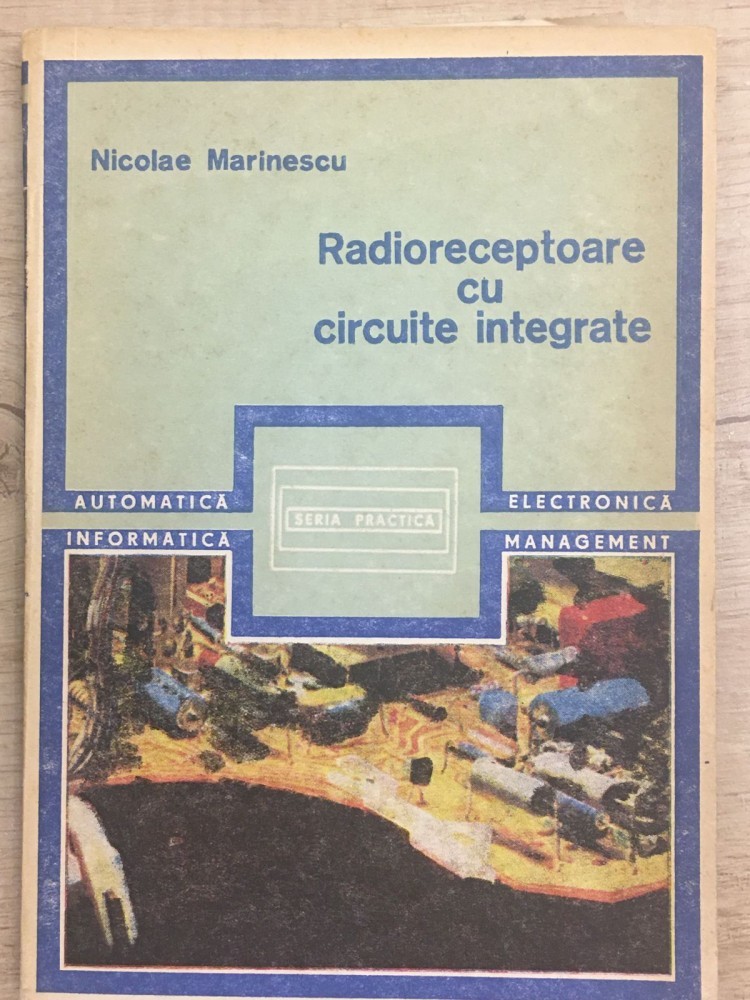 Nicolae Marinescu
Radioreceptoare
cu
circuite integrate
AUTOMATICĂ
ELECTRONICĂ
SERIA PRACTICĂ
INFORMATICĂ
MANAGEMENT